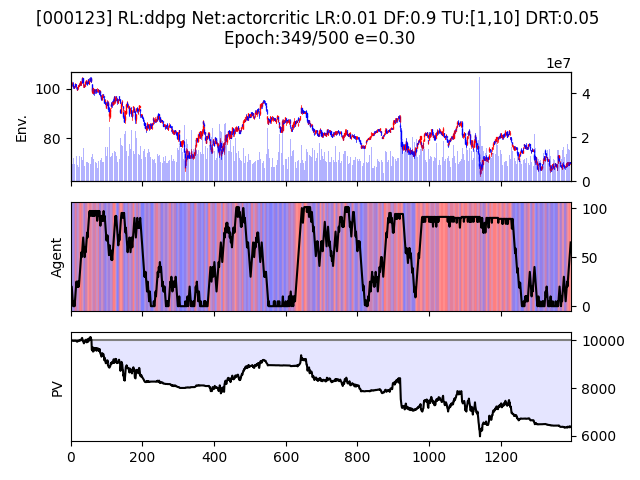 [000123] RL:ddpg Net:actorcritic LR:0.01 DF:0.9 TU:[1,10] DRT:0.05
Epoch:349/500 e=0.30
1e7
100
80
Env.
4
2
0
Agent
100
50
0
PV
10000
8000
6000
0 200 400 600 800 1000 1200